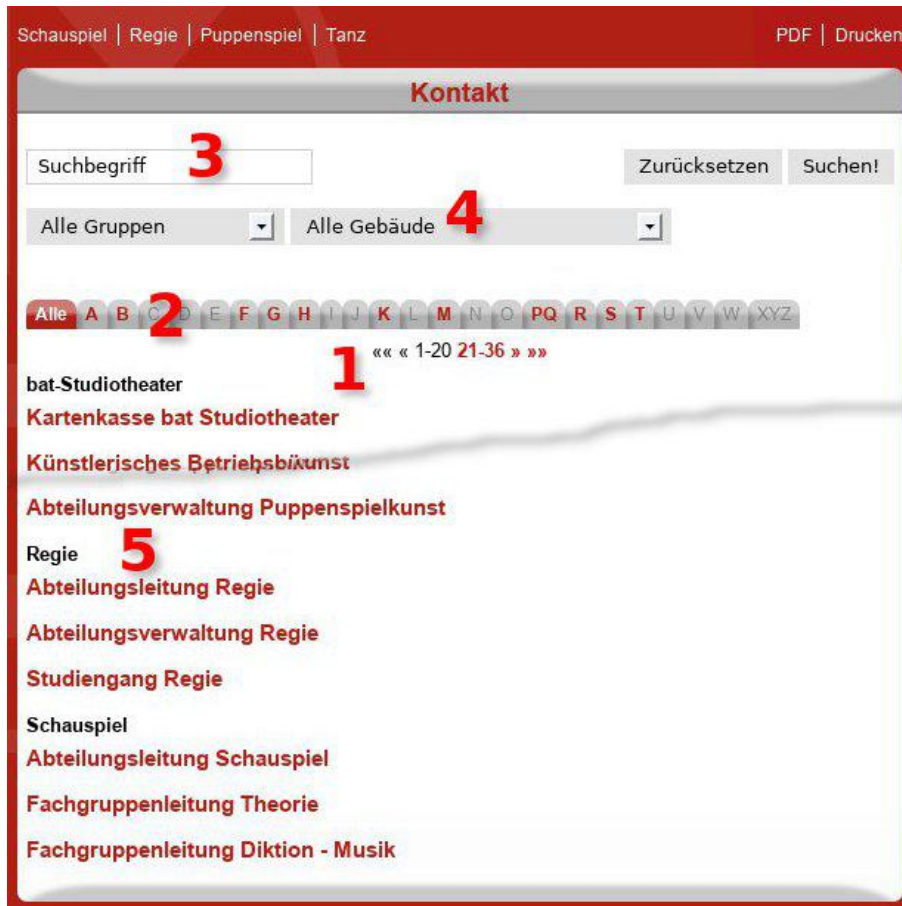 Schauspiel | Regie | Puppenspiel | Tanz PDF | Drucken
Kontakt
3
Suchbegriff Zurücksetzen Suchen!
4
Alle Gruppen Alle Gebäude
2
Alle A B C D E F G H I J K L M N O PQ R S T U V W XYZ
1
«« « 1-20 21-36 » »»
bat-Studiotheater
Kartenkasse bat Studiotheater
Künstlerisches
Abteilungsverwaltung Puppenspielkunst
5
Regie
Abteilungsleitung Regie
Abteilungsverwaltung Regie
Studiengang Regie
Schauspiel
Abteilungsleitung Schauspiel
Fachgruppenleitung Theorie
Fachgruppenleitung Diktion - Musik